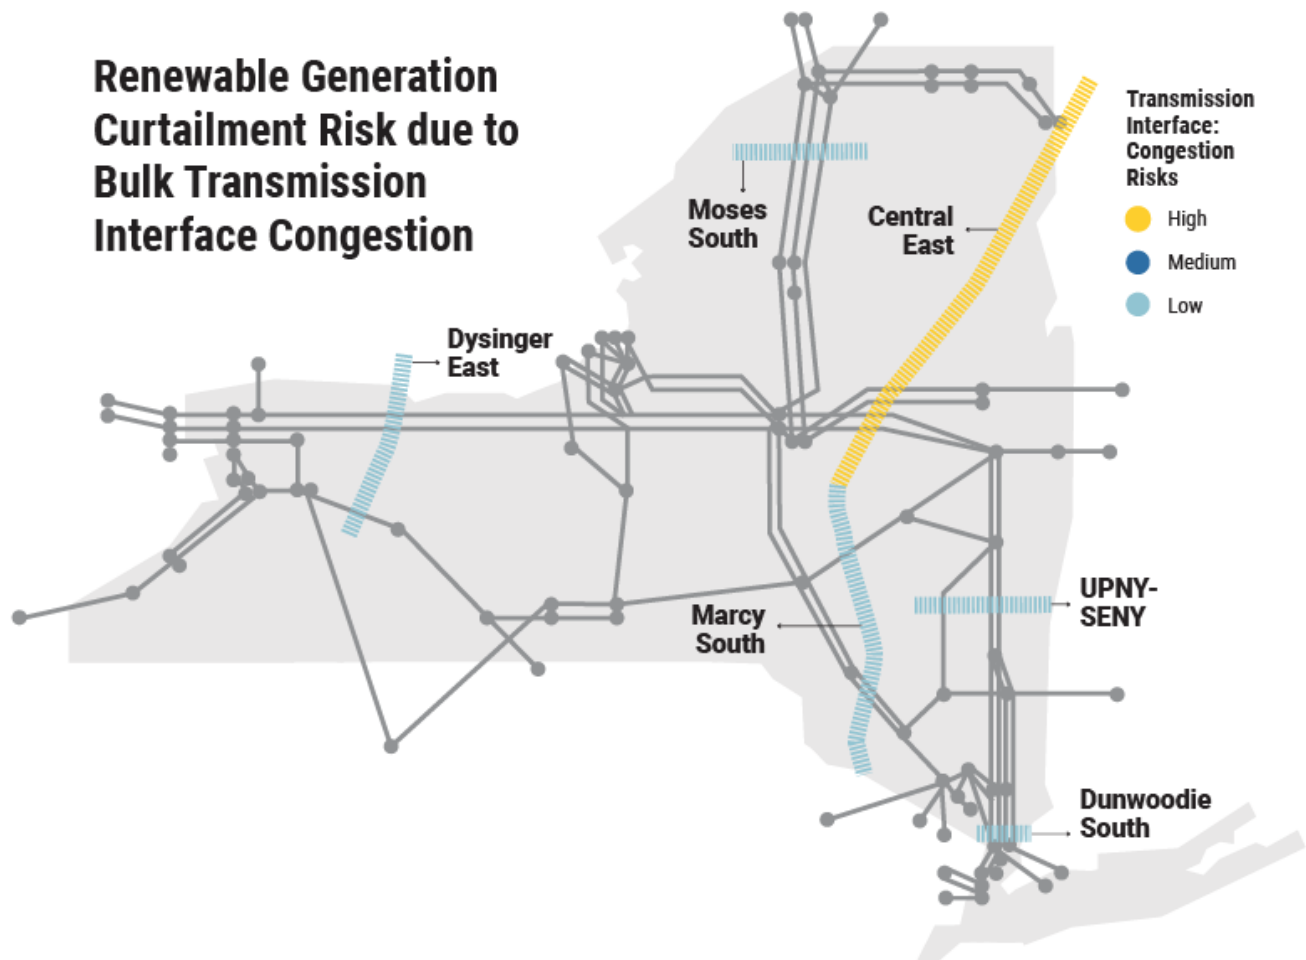 Renewable Generation
Curtailment Risk due to
Bulk Transmission
Interface Congestion
Transmission
Interface:
Congestion
Risks
High
Medium
Low
Moses
South
Central
East
Dysinger
East
Marcy
South
UPNY-
SENY
Dunwoodie
South